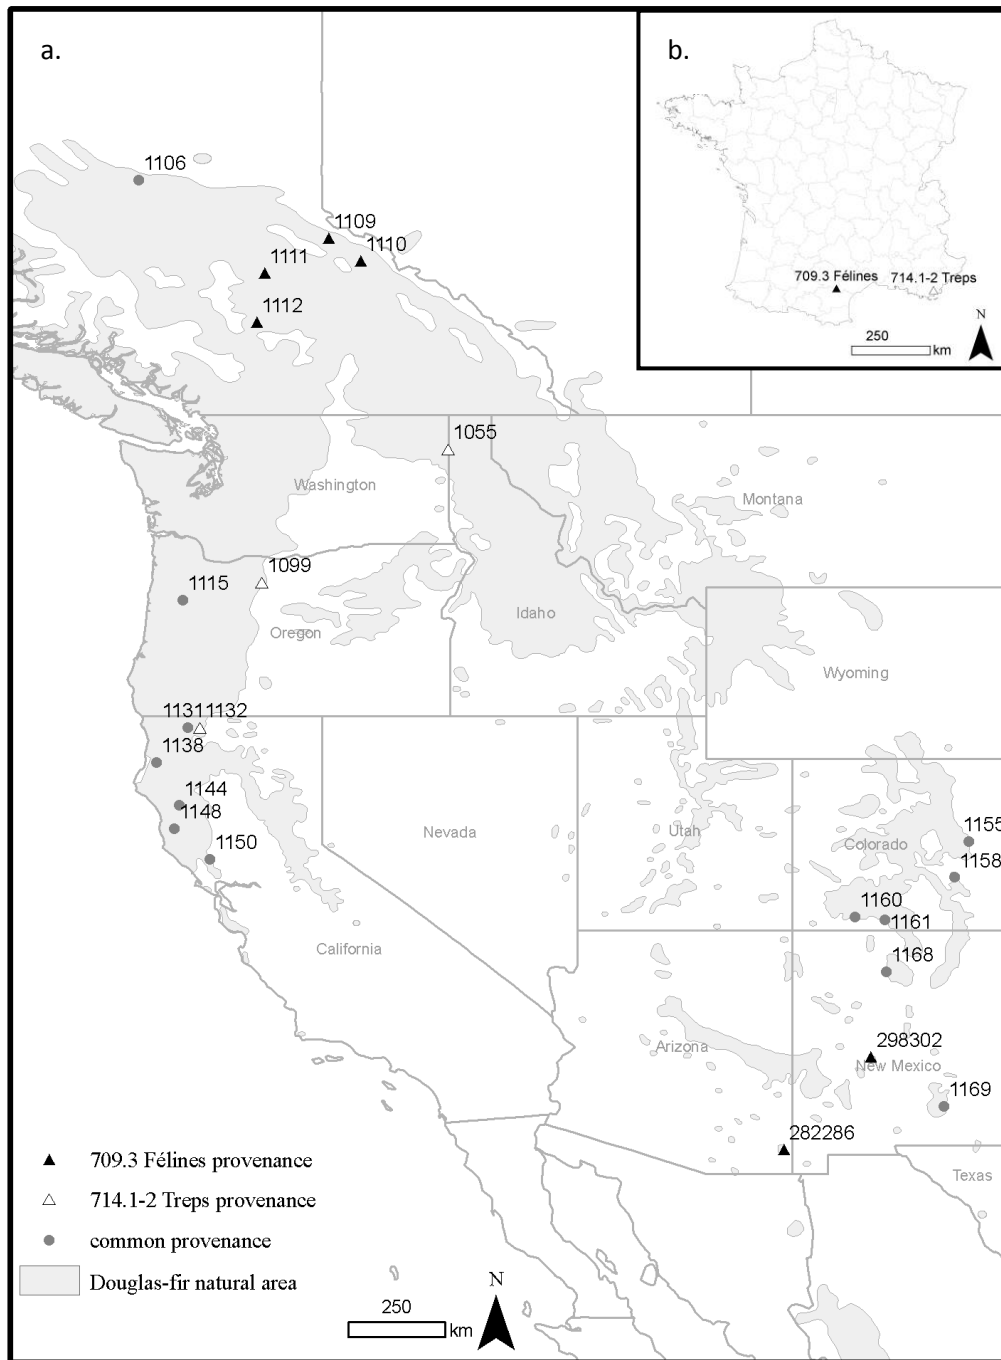 a.
b.
1106
1109
1110
1111
1112
709.3 Félines
714.1-2 Treps
N
250
km
1055
Washington
Montana
1099
1115
Idaho
Oregon
Wyoming
1131 1132
1138
1144
1148
1150
Nevada
Utah
Colorado
1155
1158
1160
1161
California
1168
298302
Arizona
New Mexico
1169
282286
Texas
709.3 Félines provenance
714.1-2 Treps provenance
common provenance
Douglas-fir natural area
N
250
km